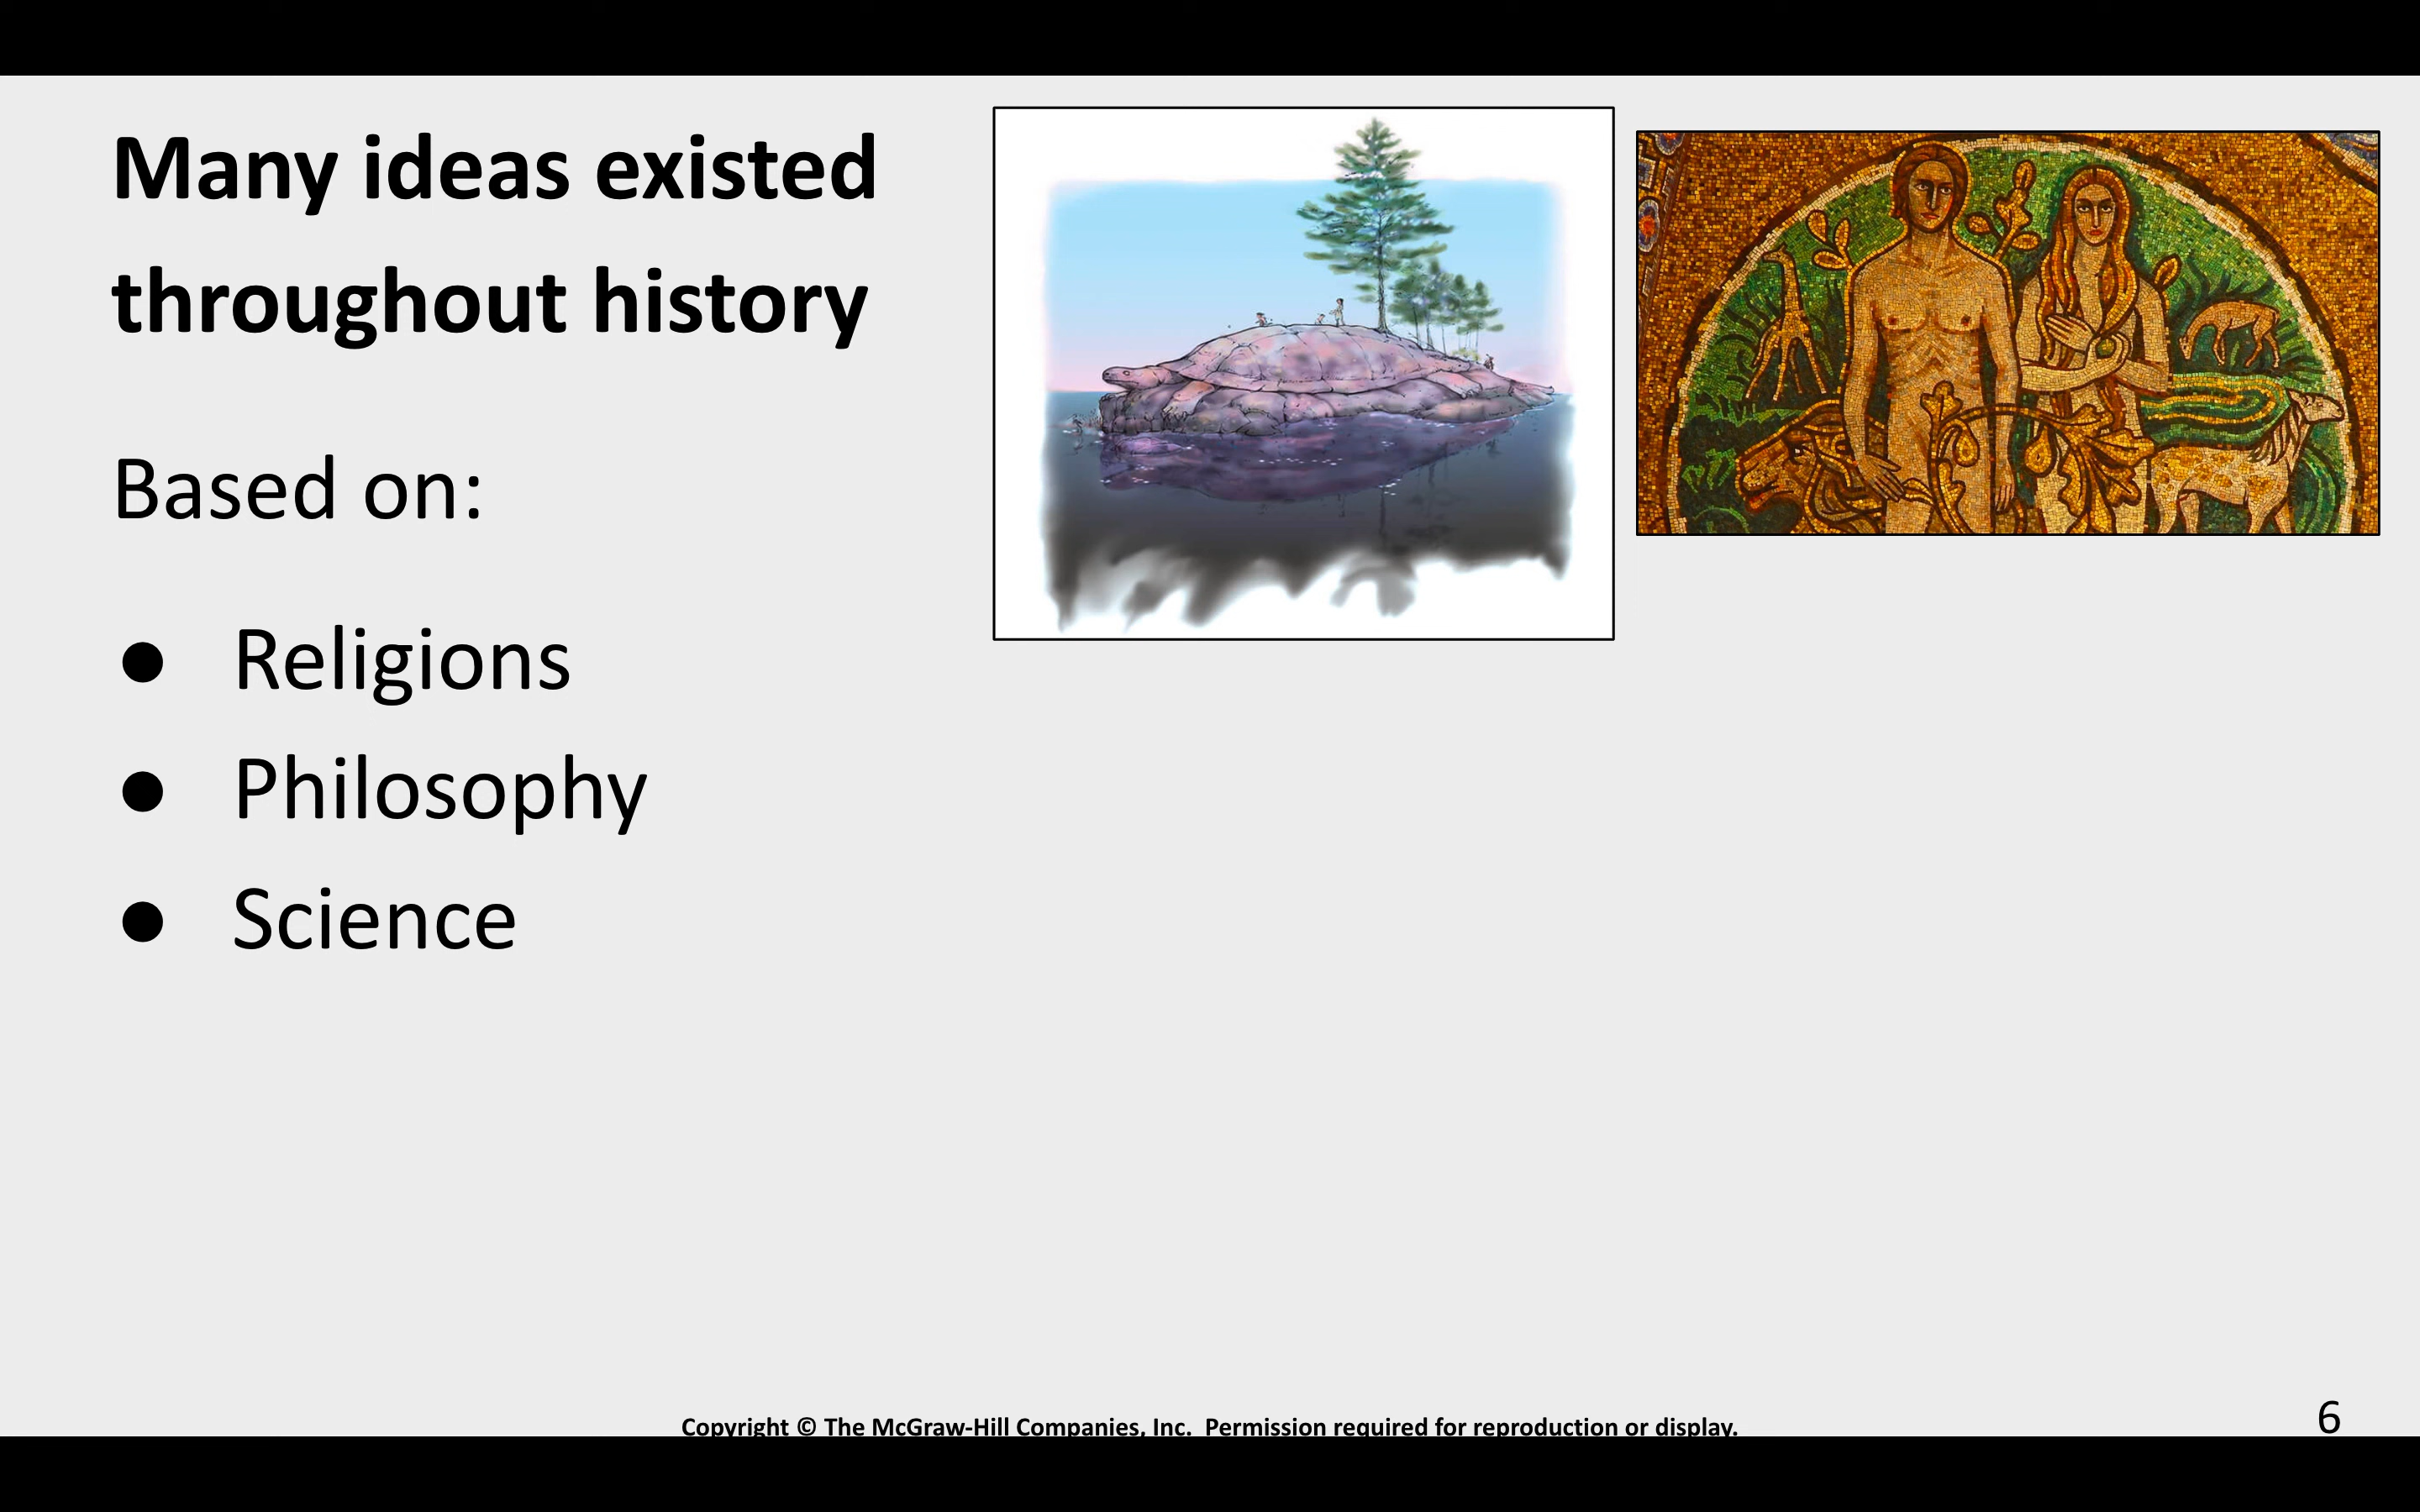 Many ideas existed
throughout history
Based on:
● Religions
● Philosophy
● Science
Copyright © The McGraw-Hill Companies, Inc. Permission required for reproduction or display.
6